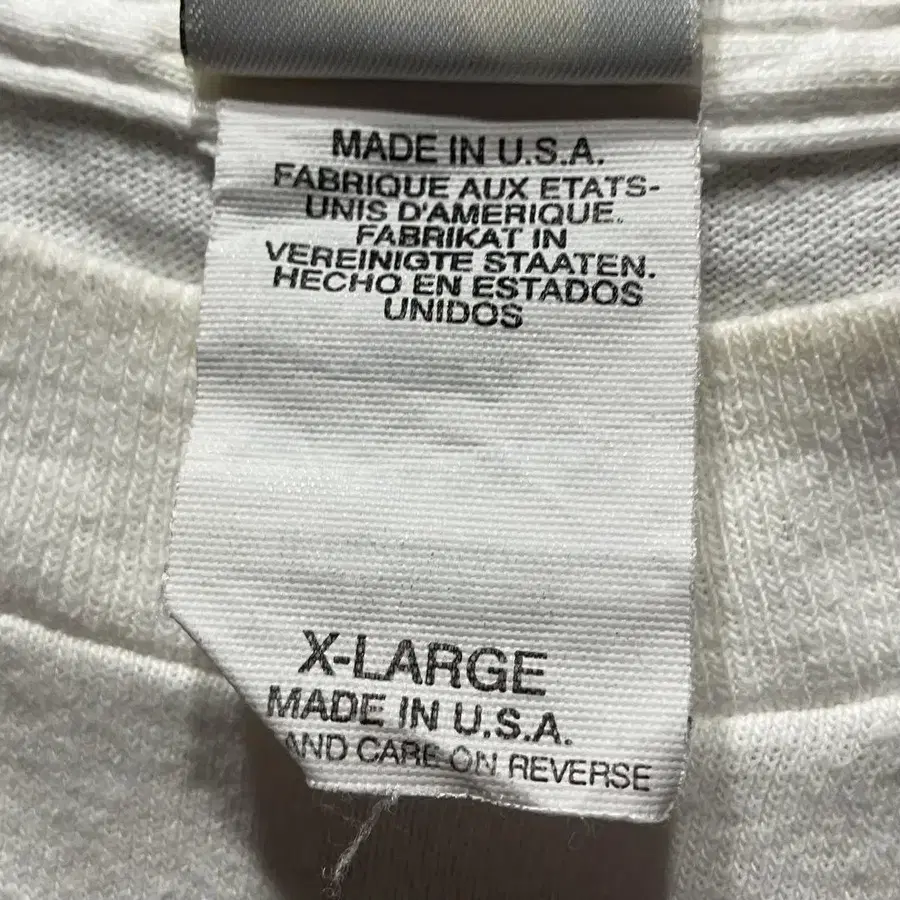 MADE IN U.S.A.
FABRIQUE AUX ETATS-
UNIS D'AMERIQUE.
FABRIKAT IN
VEREINIGTE STAATEN.
HECHO EN ESTADOS
UNIDOS
X-LARGE
MADE IN U.S.A.
AND CARE ON REVERSE